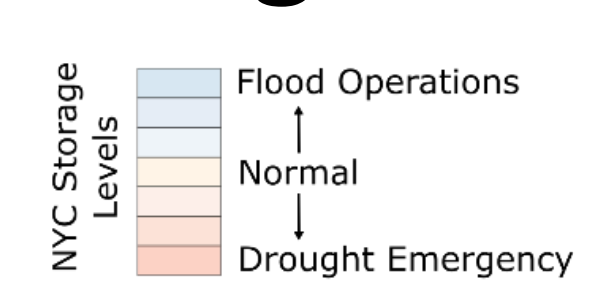 NYC Storage
Levels
Flood Operations
Normal
Drought Emergency